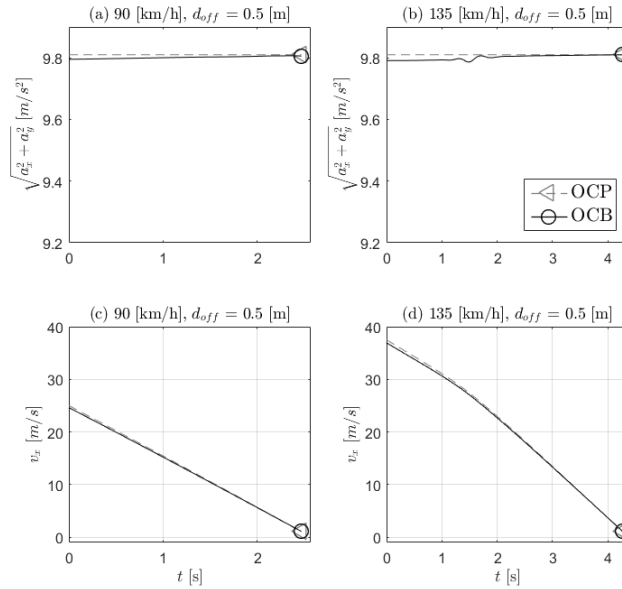 (a) 90 [km/h], d_off = 0.5 [m]
(b) 135 [km/h], d_off = 0.5 [m]
√(a_x^2 + a_y^2) [m/s^2]
9.8
9.6
9.4
9.2
0
1
2
√(a_x^2 + a_y^2) [m/s^2]
9.8
9.6
9.4
9.2
0
1
2
3
4
OCP
OCB
(c) 90 [km/h], d_off = 0.5 [m]
(d) 135 [km/h], d_off = 0.5 [m]
v_x [m/s]
40
30
20
10
0
0
1
2
t [s]
v_x [m/s]
40
30
20
10
0
0
1
2
3
4
t [s]